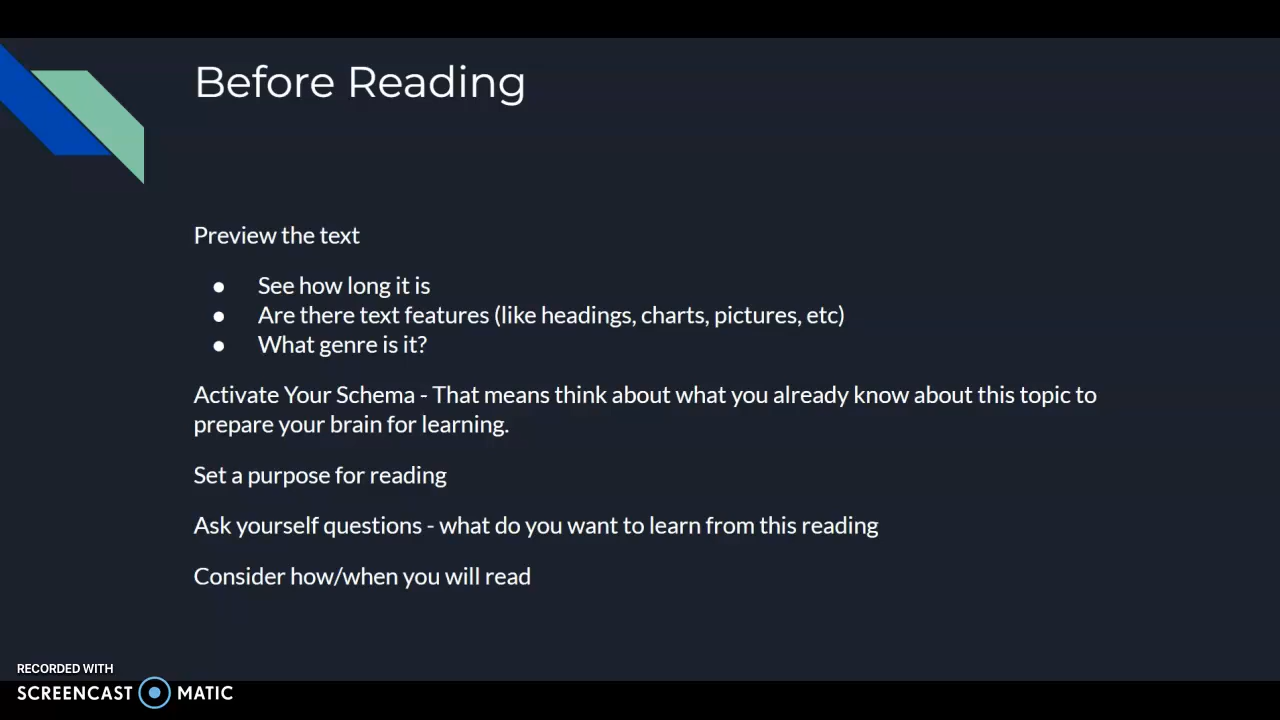 Before Reading
Preview the text
● See how long it is
● Are there text features (like headings, charts, pictures, etc)
● What genre is it?
Activate Your Schema - That means think about what you already know about this topic to
prepare your brain for learning.
Set a purpose for reading
Ask yourself questions - what do you want to learn from this reading
Consider how/when you will read
RECORDED WITH
SCREENCAST MATIC